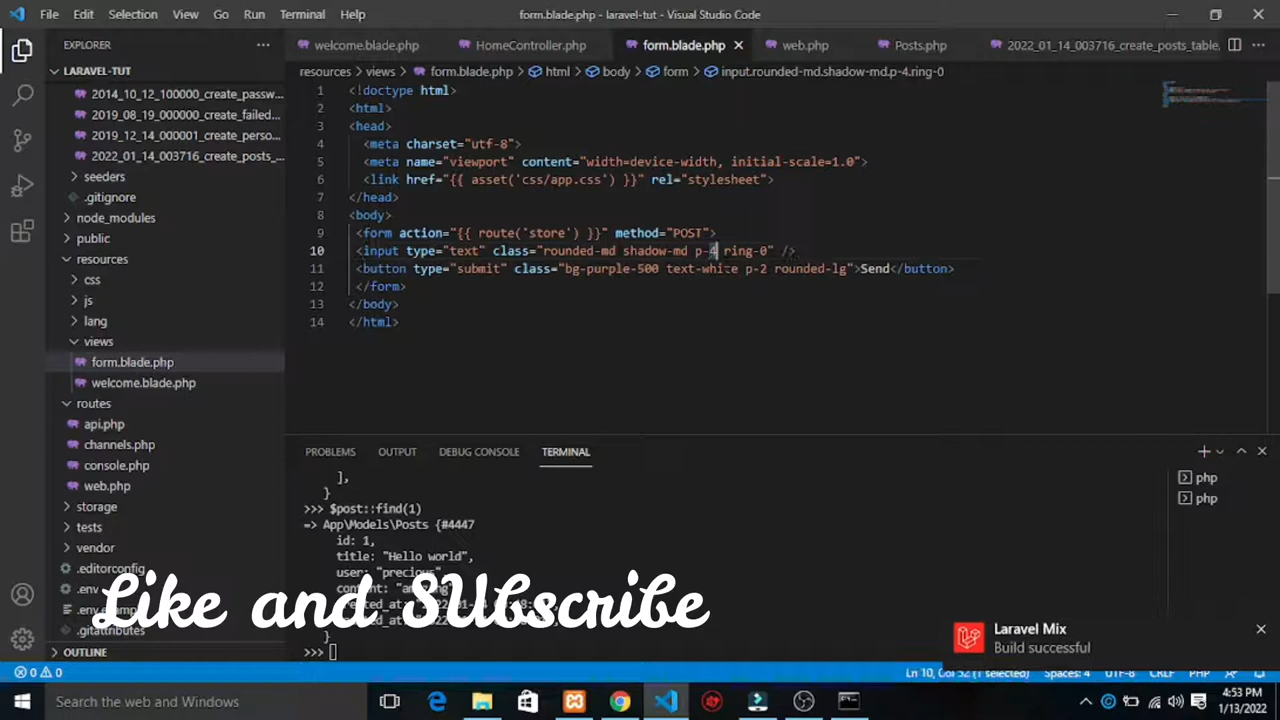 File Edit Selection View Go Run Terminal Help
form.blade.php - laravel-tut - Visual Studio Code
EXPLORER
welcome.blade.php HomeController.php form.blade.php web.php Posts.php 2022_01_14_003716_create_posts_table.
LARAVEL-TUT
resources views form.blade.php html body form input.rounded-md.shadow-md.p-4.ring-0
2014_10_12_100000_create_passw...
2019_08_19_000000_create_failed...
2019_12_14_000001_create_perso...
2022_01_14_003716_create_posts_...
seeders
.gitignore
node_modules
public
resources
css
js
lang
views
form.blade.php
welcome.blade.php
routes
api.php
channels.php
console.php
web.php
storage
tests
vendor
.editorconfig
.env
.env.example
.gitattributes
OUTLINE
1 <!doctype html>
2 <html>
3 <head>
4 <meta charset="utf-8">
5 <meta name="viewport" content="width=device-width, initial-scale=1.0">
6 <link href="{{ asset('css/app.css') }}" rel="stylesheet">
7 </head>
8 <body>
9 <form action="{{ route('store') }}" method="POST">
10 <input type="text" class="rounded-md shadow-md p-4 ring-0" />
11 <button type="submit" class="bg-purple-500 text-white p-2 rounded-lg">Send</button>
12 </form>
13 </body>
14 </html>
PROBLEMS OUTPUT DEBUG CONSOLE TERMINAL
],
}
>>> $post::find(1)
=> App\Models\Posts {#4447
id: 1,
title: "Hello world",
user: "precious"
}
>>>
php
php
Like and SUbscribe
Laravel Mix
Build successful
0 0
Ln 10, Col 52 (1 selected) Spaces: 4 UTF-8 CRLF PHP
Search the web and Windows
4:53 PM
1/13/2022